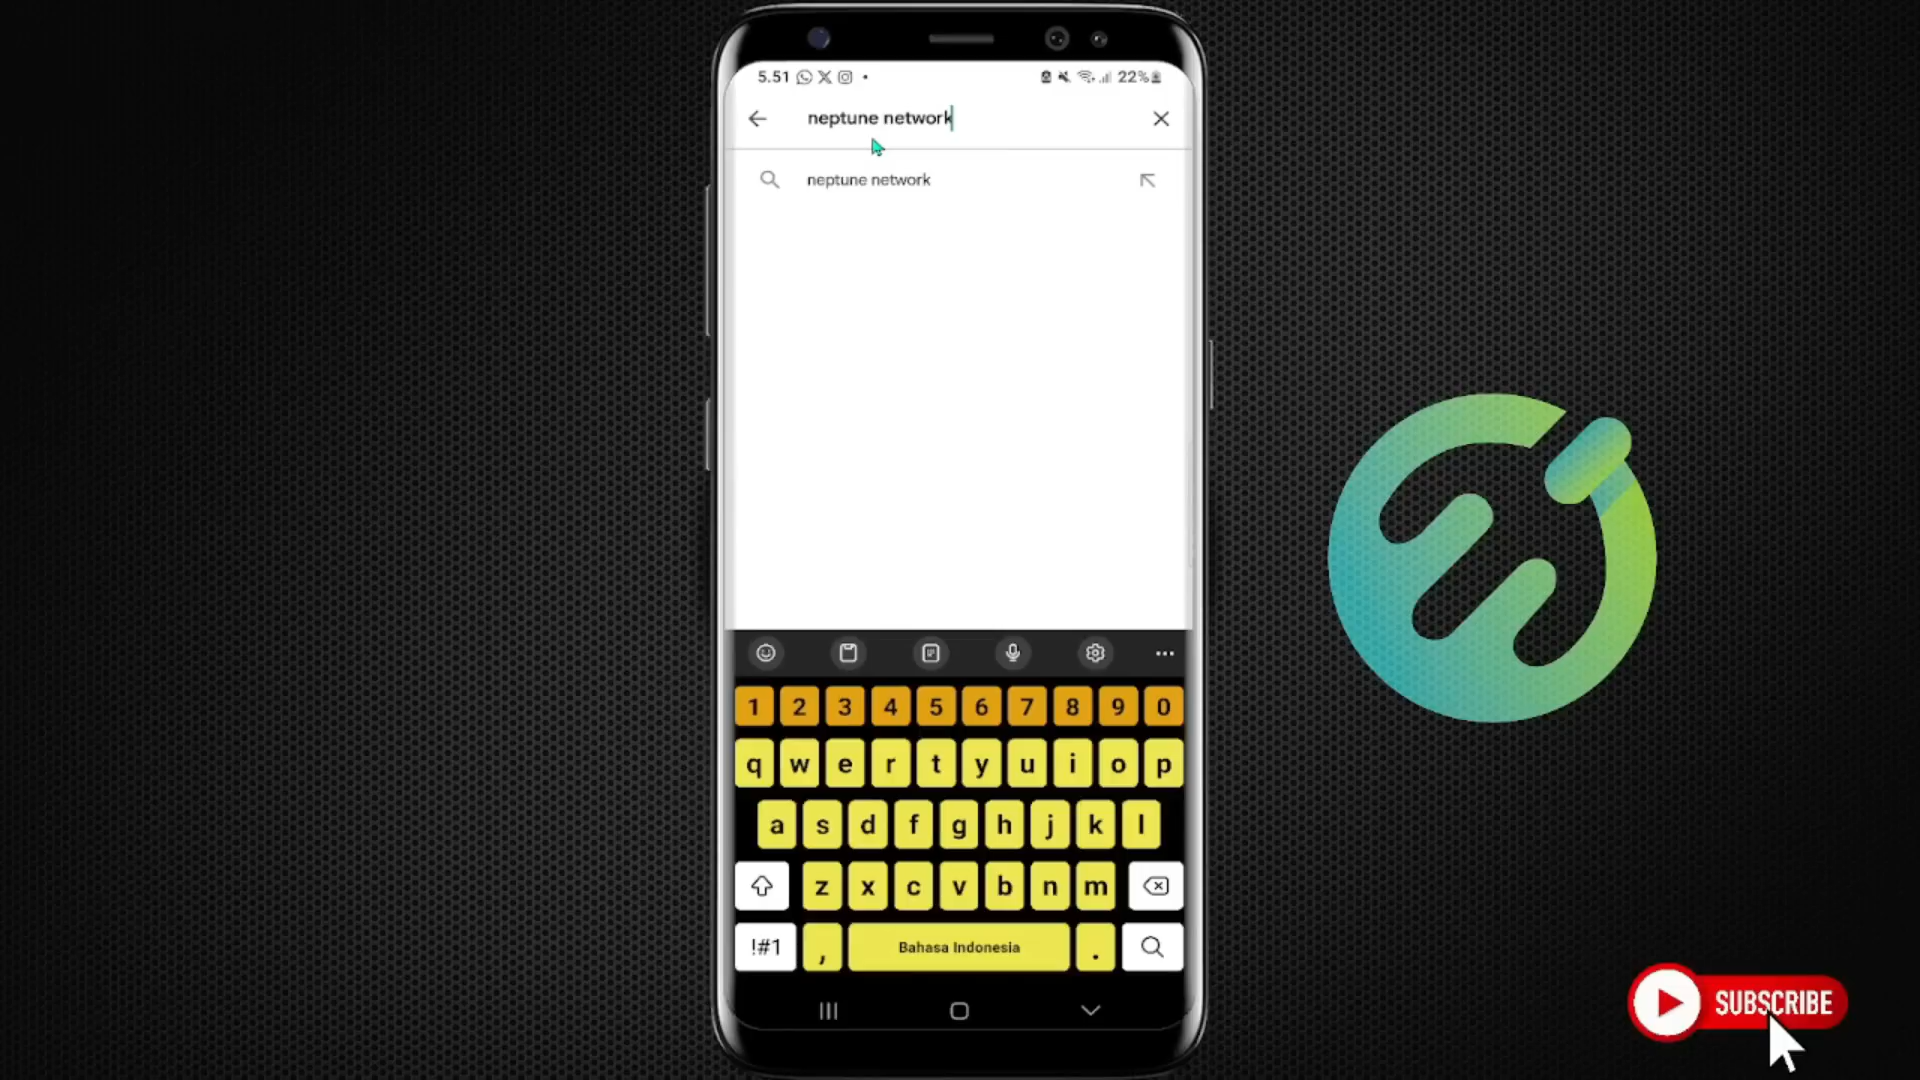 5.51
22%
neptune network
neptune network
1 2 3 4 5 6 7 8 9 0
q w e r t y u i o p
a s d f g h j k l
z x c v b n m
!#1 , Bahasa Indonesia .
SUBSCRIBE